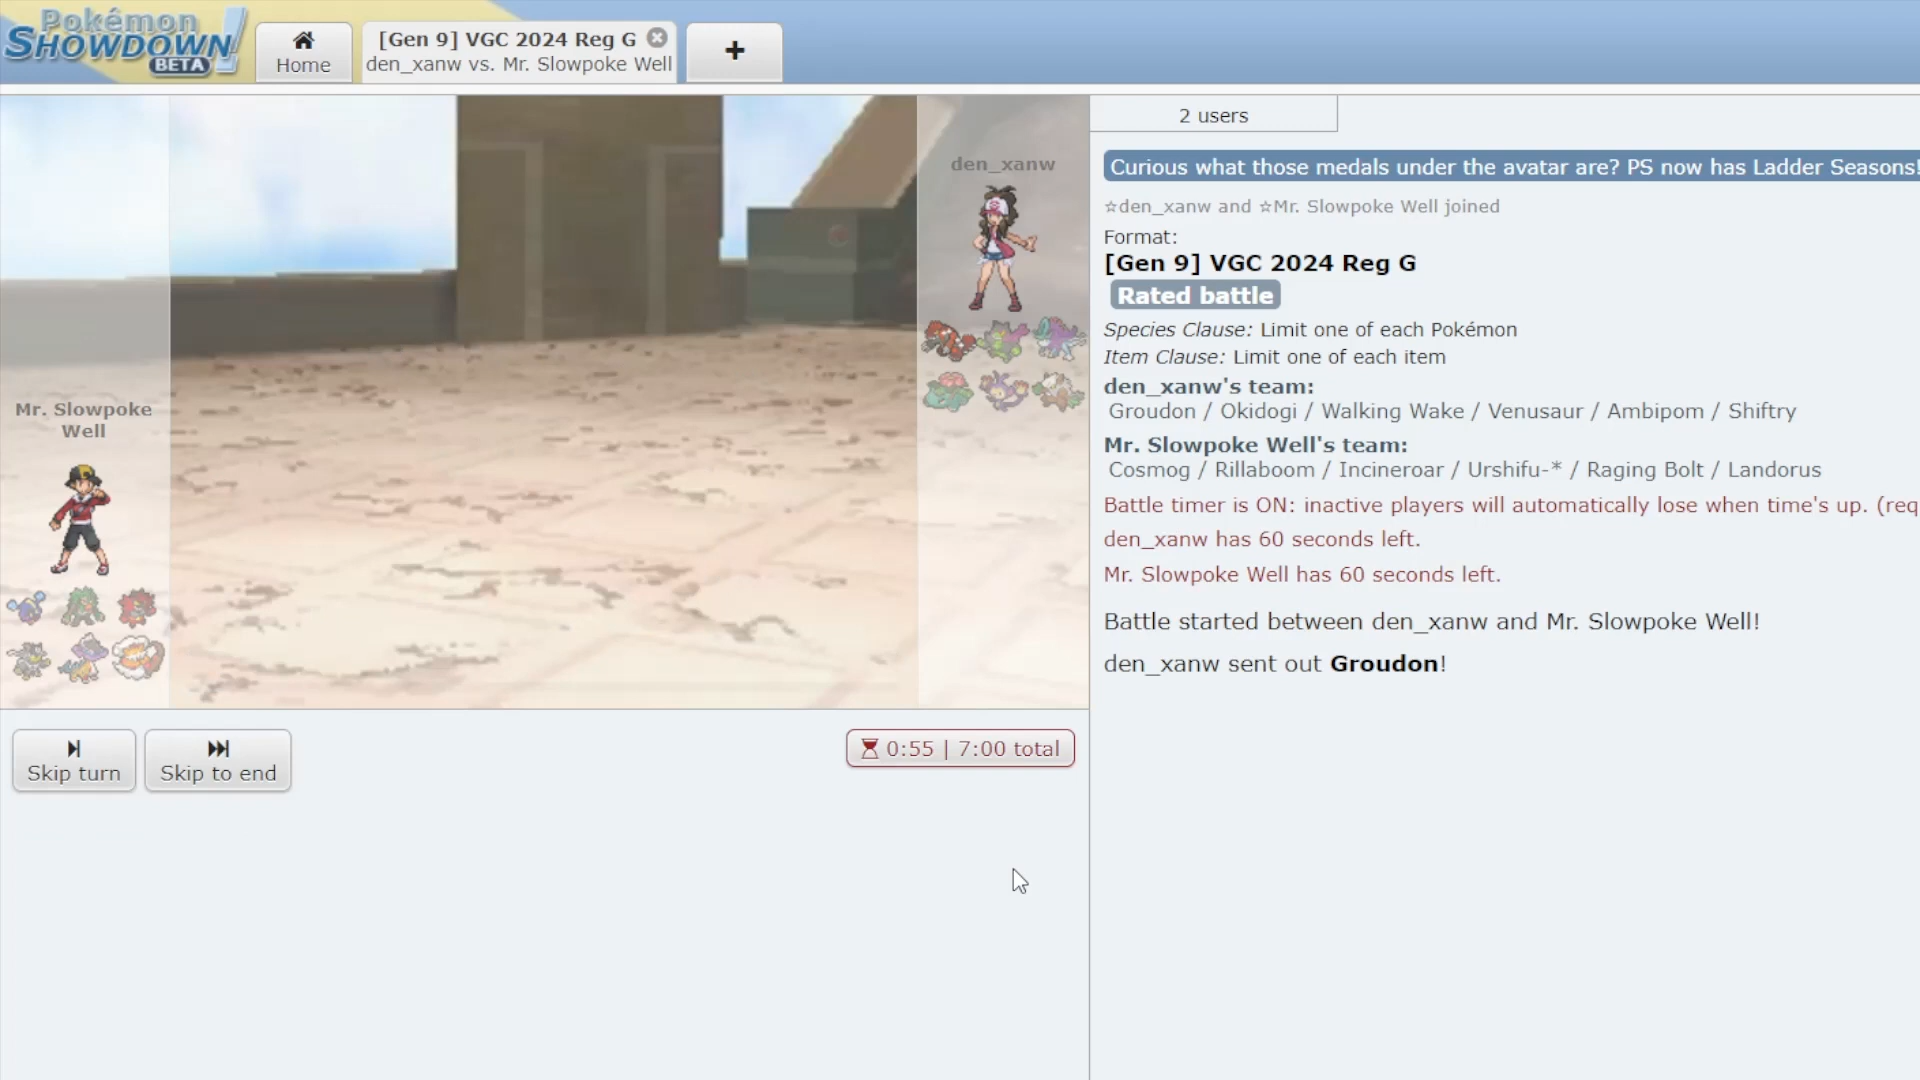 Pokémon
SHOWDOWN!
BETA
Home
[Gen 9] VGC 2024 Reg G
den_xanw vs. Mr. Slowpoke Well
2 users
den_xanw
Mr. Slowpoke
Well
Curious what those medals under the avatar are? PS now has Ladder Seasons!
☆den_xanw and ☆Mr. Slowpoke Well joined
Format:
[Gen 9] VGC 2024 Reg G
Rated battle
Species Clause: Limit one of each Pokémon
Item Clause: Limit one of each item
den_xanw's team:
Groudon / Okidogi / Walking Wake / Venusaur / Ambipom / Shiftry
Mr. Slowpoke Well's team:
Cosmog / Rillaboom / Incineroar / Urshifu-* / Raging Bolt / Landorus
Battle timer is ON: inactive players will automatically lose when time's up. (req
den_xanw has 60 seconds left.
Mr. Slowpoke Well has 60 seconds left.
Battle started between den_xanw and Mr. Slowpoke Well!
den_xanw sent out Groudon!
Skip turn
Skip to end
0:55 | 7:00 total